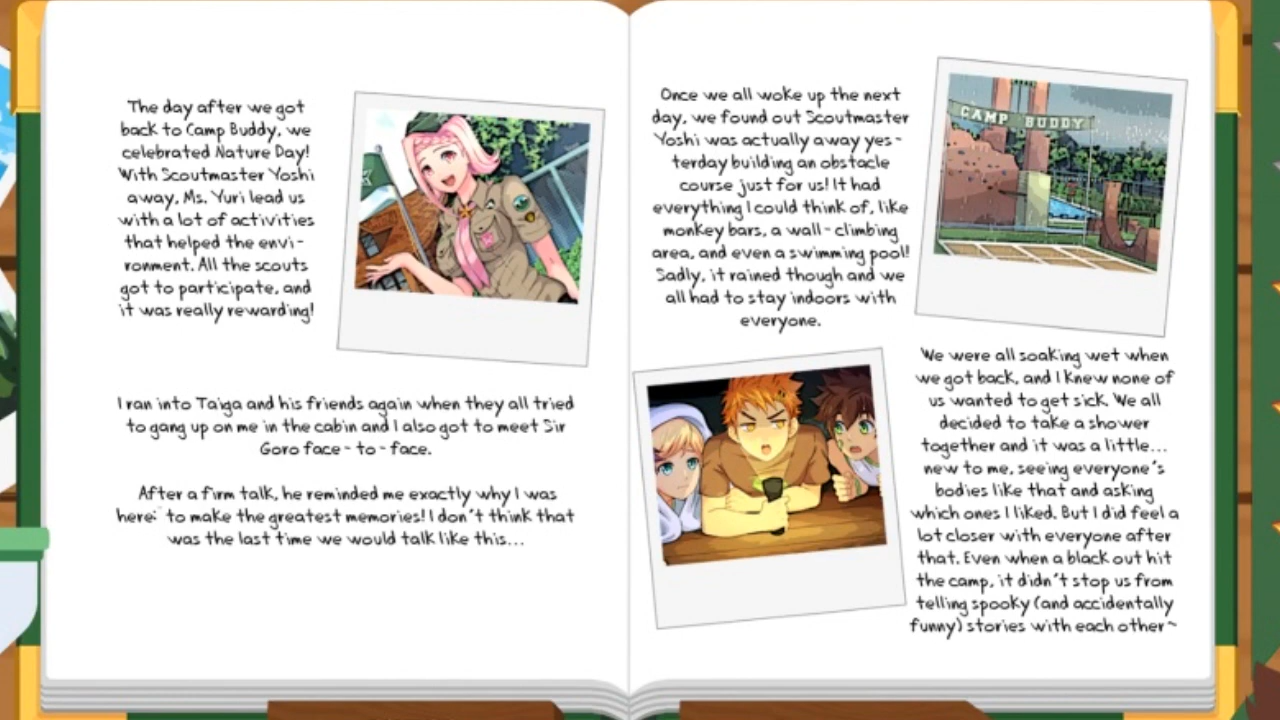 The day after we got
back to Camp Buddy, we
celebrated Nature Day!
With Scoutmaster Yoshi
away, Ms. Yuri lead us
with a lot of activities
that helped the envi-
ronment. All the scouts
got to participate, and
it was really rewarding!
I ran into Taiga and his friends again when they all tried
to gang up on me in the cabin and I also got to meet Sir
Goro face-to-face.
After a firm talk, he reminded me exactly why I was
here: to make the greatest memories! I don't think that
was the last time we would talk like this...
Once we all woke up the next
day, we found out Scoutmaster
Yoshi was actually away yes-
terday building an obstacle
course just for us! It had
everything I could think of, like
monkey bars, a wall-climbing
area, and even a swimming pool!
Sadly, it rained though and we
all had to stay indoors with
everyone.
CAMP BUDDY
We were all soaking wet when
we got back, and I knew none of
us wanted to get sick. We all
decided to take a shower
together and it was a little...
new to me, seeing everyone's
bodies like that and asking
which ones I liked. But I did feel a
lot closer with everyone after
that. Even when a black out hit
the camp, it didn't stop us from
telling spooky (and accidentally
funny) stories with each other~